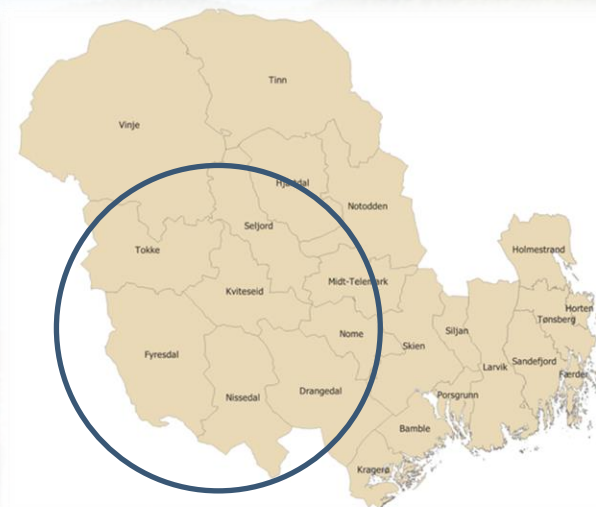 Tinn
Vinje
Hjartdal
Notodden
Seljord
Tokke
Holmestrand
Midt-Telemark
Kviteseid
Horten
Tønsberg
Nome
Siljan
Skien
Fyresdal
Sandefjord
Larvik
Færder
Drangedal
Nissedal
Porsgrunn
Bamble
Kragerø